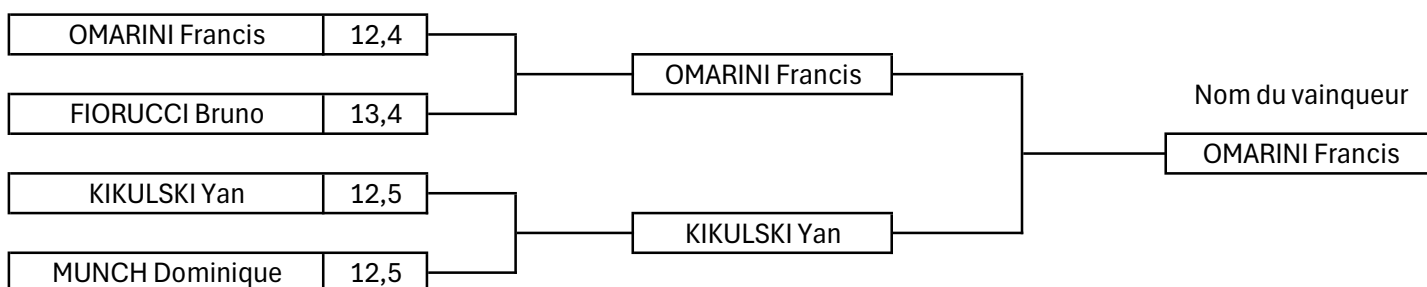 OMARINI Francis 12,4
OMARINI Francis
Nom du vainqueur
FIORUCCI Bruno 13,4
OMARINI Francis
KIKULSKI Yan 12,5
KIKULSKI Yan
MUNCH Dominique 12,5